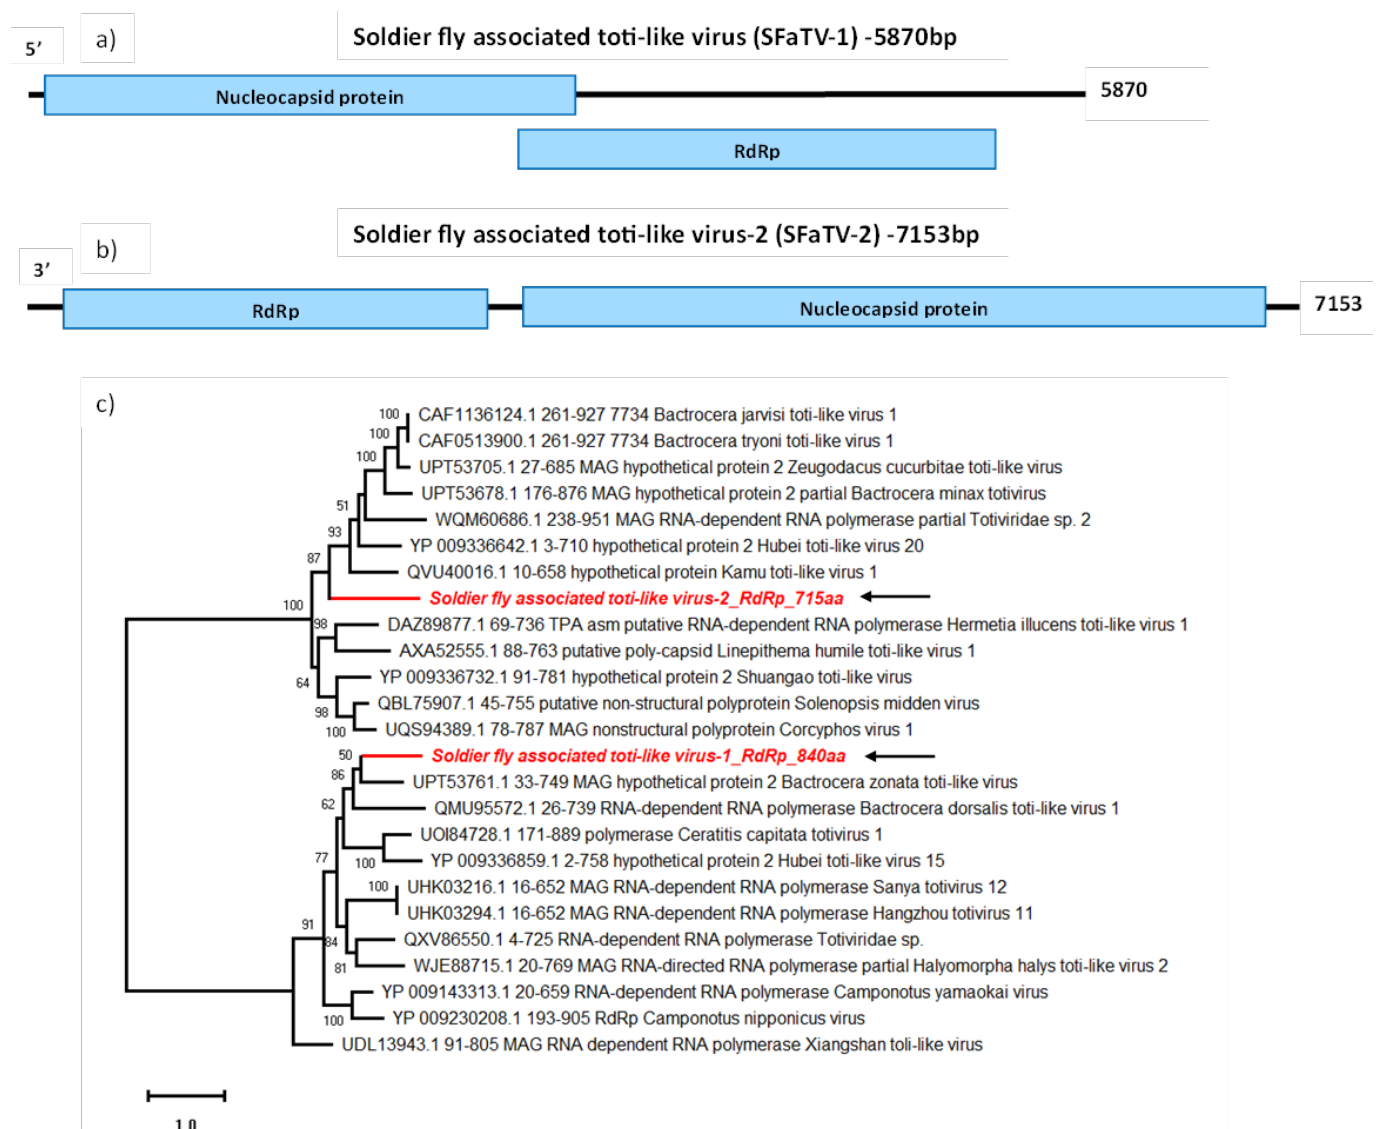 a)
Soldier fly associated toti-like virus (SFaTV-1) -5870bp
5’
Nucleocapsid protein
5870
RdRp
b)
Soldier fly associated toti-like virus-2 (SFaTV-2) -7153bp
3’
RdRp
Nucleocapsid protein
7153
c)
100 CAF1136124.1 261-927 7734 Bactrocera jarvisi toti-like virus 1
100 CAF0513900.1 261-927 7734 Bactrocera tryoni toti-like virus 1
100 UPT53705.1 27-685 MAG hypothetical protein 2 Zeugodacus cucurbitae toti-like virus
UPT53678.1 176-876 MAG hypothetical protein 2 partial Bactrocera minax totivirus
51 WQM60686.1 238-951 MAG RNA-dependent RNA polymerase partial Totiviridae sp. 2
93 YP 009336642.1 3-710 hypothetical protein 2 Hubei toti-like virus 20
87 QVU40016.1 10-658 hypothetical protein Kamu toti-like virus 1
100 Soldier fly associated toti-like virus-2_RdRp_715aa
98 DAZ89877.1 69-736 TPA asm putative RNA-dependent RNA polymerase Hermetia illucens toti-like virus 1
AXA52555.1 88-763 putative poly-capsid Linepithema humile toti-like virus 1
64 YP 009336732.1 91-781 hypothetical protein 2 Shuangao toti-like virus
98 QBL75907.1 45-755 putative non-structural polyprotein Solenopsis midden virus
100 UQS94389.1 78-787 MAG nonstructural polyprotein Corcyphos virus 1
50 Soldier fly associated toti-like virus-1_RdRp_840aa
86 UPT53761.1 33-749 MAG hypothetical protein 2 Bactrocera zonata toti-like virus
62 QMU95572.1 26-739 RNA-dependent RNA polymerase Bactrocera dorsalis toti-like virus 1
UOI84728.1 171-889 polymerase Ceratitis capitata totivirus 1
77 100 YP 009336859.1 2-758 hypothetical protein 2 Hubei toti-like virus 15
100 UHK03216.1 16-652 MAG RNA-dependent RNA polymerase Sanya totivirus 12
UHK03294.1 16-652 MAG RNA-dependent RNA polymerase Hangzhou totivirus 11
91 84 QXV86550.1 4-725 RNA-dependent RNA polymerase Totiviridae sp.
81 WJE88715.1 20-769 MAG RNA-directed RNA polymerase partial Halyomorpha halys toti-like virus 2
YP 009143313.1 20-659 RNA-dependent RNA polymerase Camponotus yamaokai virus
100 YP 009230208.1 193-905 RdRp Camponotus nipponicus virus
UDL13943.1 91-805 MAG RNA dependent RNA polymerase Xiangshan toli-like virus
1.0